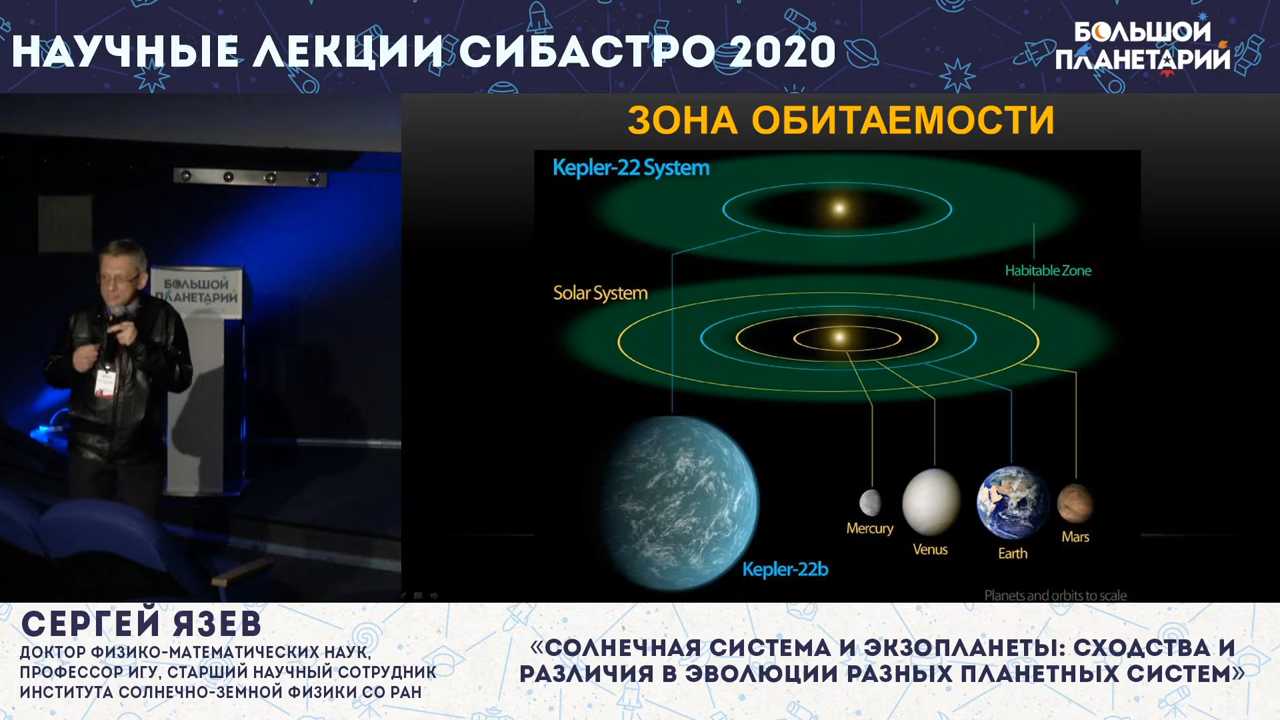 НАУЧНЫЕ ЛЕКЦИИ СИБАСТРО 2020
БОЛЬШОЙ
ПЛАНЕТАРИЙ
ЗОНА ОБИТАЕМОСТИ
Kepler-22 System
Habitable Zone
Solar System
БОЛЬШОЙ
ПЛАНЕТАРИЙ
Mercury
Venus
Earth
Mars
Kepler-22b
Planets and orbits to scale
СЕРГЕЙ ЯЗЕВ
ДОКТОР ФИЗИКО-МАТЕМАТИЧЕСКИХ НАУК,
ПРОФЕССОР ИГУ, СТАРШИЙ НАУЧНЫЙ СОТРУДНИК
ИНСТИТУТА СОЛНЕЧНО-ЗЕМНОЙ ФИЗИКИ СО РАН
«СОЛНЕЧНАЯ СИСТЕМА И ЭКЗОПЛАНЕТЫ: СХОДСТВА И
РАЗЛИЧИЯ В ЭВОЛЮЦИИ РАЗНЫХ ПЛАНЕТНЫХ СИСТЕМ»